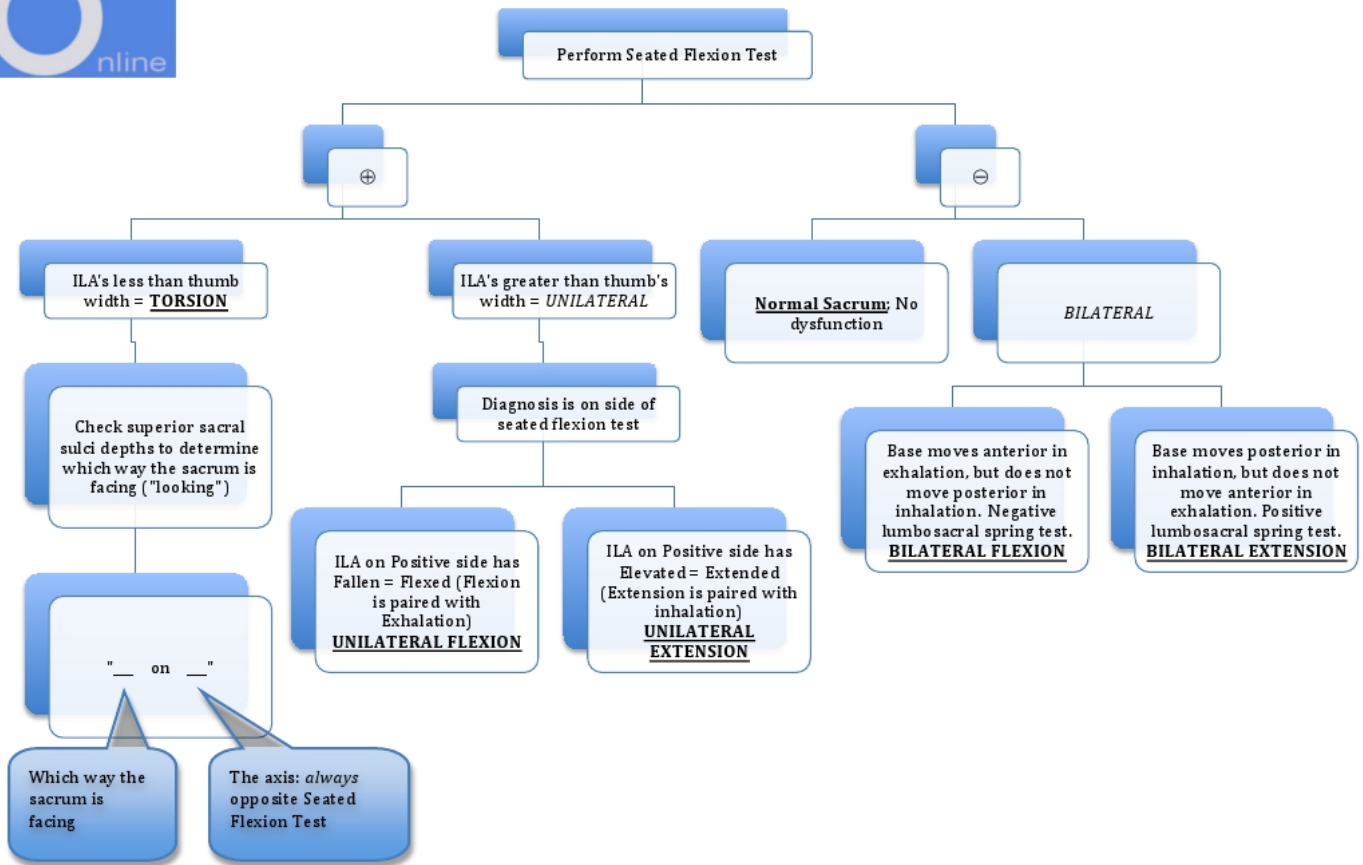 nline
Perform Seated Flexion Test
⊕
⊖
ILA's less than thumb
width = TORSION
ILA's greater than thumb's
width = UNILATERAL
Normal Sacrum; No
dysfunction
BILATERAL
Check superior sacral
sulci depths to determine
which way the sacrum is
facing ("looking")
Diagnosis is on side of
seated flexion test
Base moves anterior in
exhalation, but does not
move posterior in
inhalation. Negative
lumbosacral spring test.
BILATERAL FLEXION
Base moves posterior in
inhalation, but does not
move anterior in
exhalation. Positive
lumbosacral spring test.
BILATERAL EXTENSION
ILA on Positive side has
Fallen = Flexed (Flexion
is paired with
Exhalation)
UNILATERAL FLEXION
ILA on Positive side has
Elevated = Extended
(Extension is paired with
inhalation)
UNILATERAL
EXTENSION
"__ on __"
Which way the
sacrum is
facing
The axis: always
opposite Seated
Flexion Test